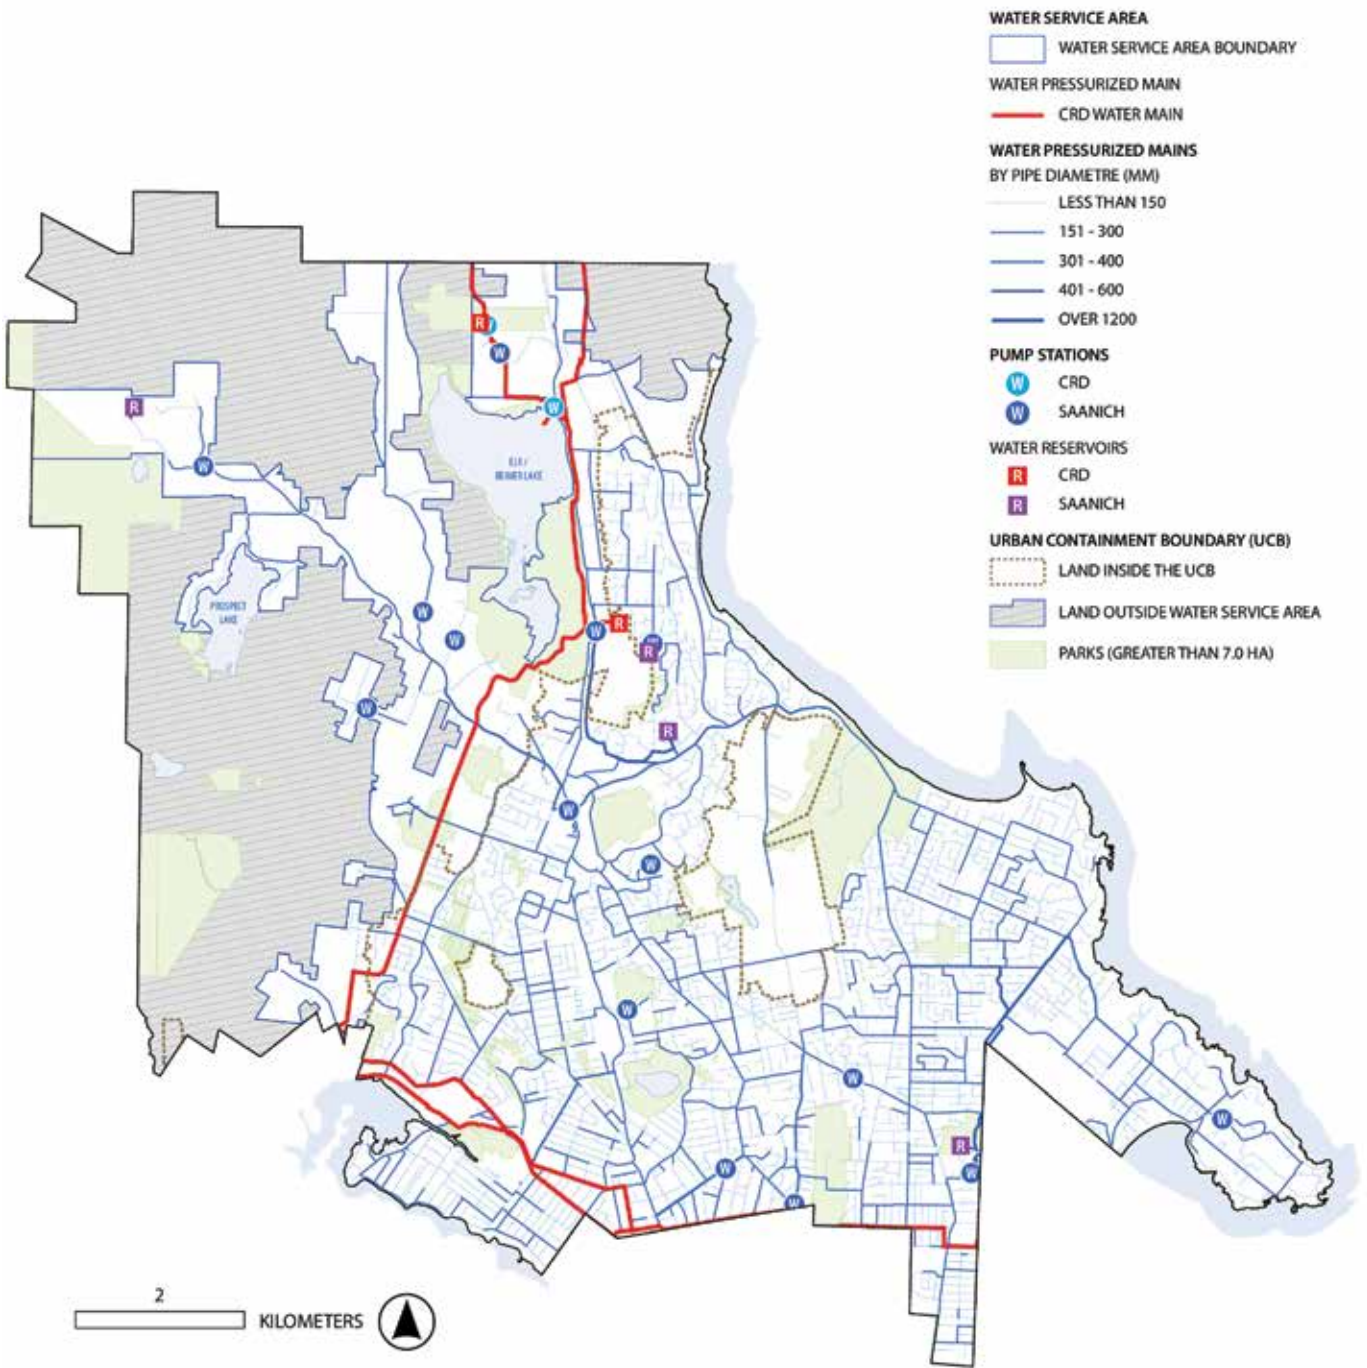 WATER SERVICE AREA
WATER SERVICE AREA BOUNDARY
WATER PRESSURIZED MAIN
CRD WATER MAIN
WATER PRESSURIZED MAINS
BY PIPE DIAMETRE (MM)
LESS THAN 150
151 - 300
301 - 400
401 - 600
OVER 1200
PUMP STATIONS
W CRD
W SAANICH
WATER RESERVOIRS
R CRD
R SAANICH
URBAN CONTAINMENT BOUNDARY (UCB)
LAND INSIDE THE UCB
LAND OUTSIDE WATER SERVICE AREA
PARKS (GREATER THAN 7.0 HA)
R
W
W
R
W
ELK /
BEAVER LAKE
PROSPECT
LAKE
W
W
W
R
R
W
R
W
W
W
W
W
R
W
W
W
2
KILOMETERS